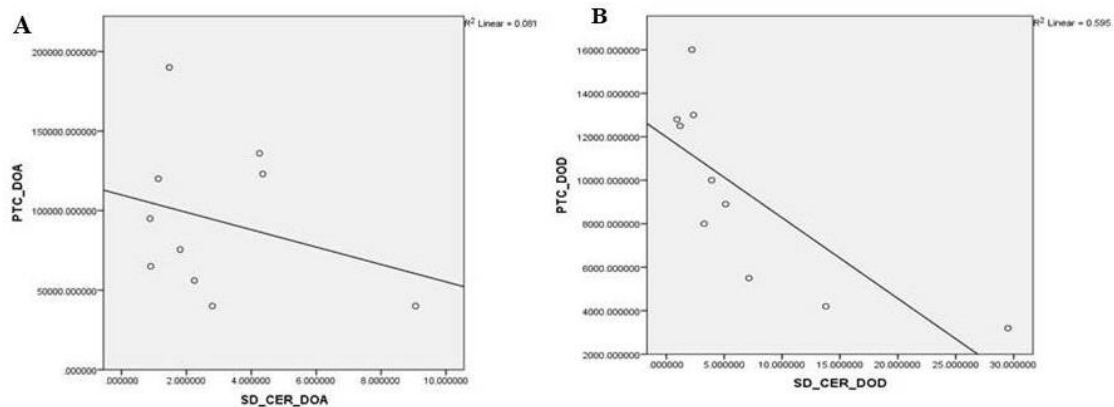 A
R² Linear = 0.081
PTC_DOA
200000.000000
150000.000000
100000.000000
50000.000000
.000000
.000000 2.000000 4.000000 6.000000 8.000000 10.000000
SD_CER_DOA
B
R² Linear = 0.595
PTC_DOD
16000.000000
14000.000000
12000.000000
10000.000000
8000.000000
6000.000000
4000.000000
2000.000000
.000000 5.000000 10.000000 15.000000 20.000000 25.000000 30.000000
SD_CER_DOD